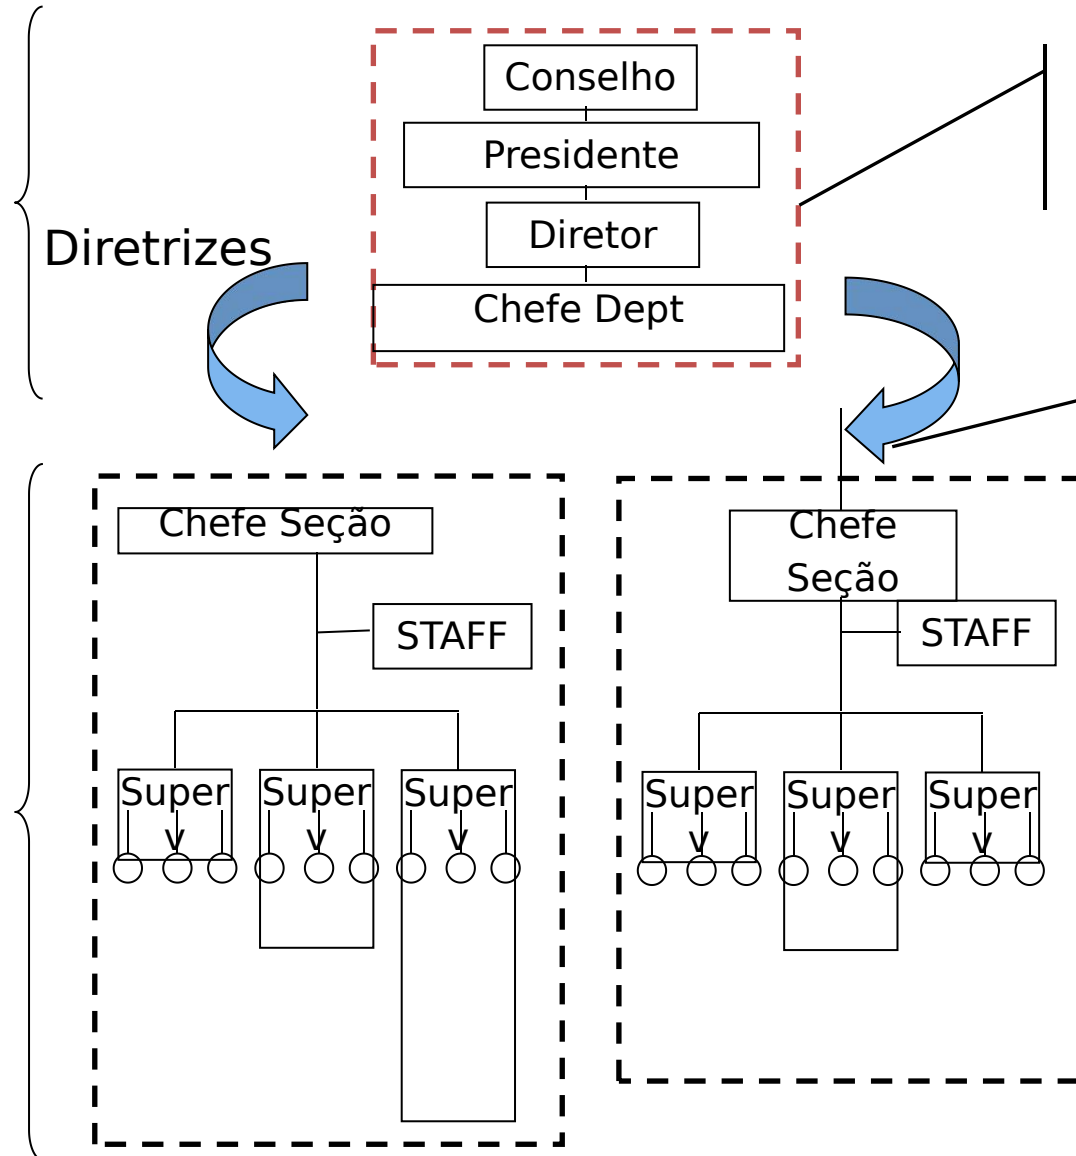 Conselho
Presidente
Diretor
Chefe Dept
Diretrizes
Chefe Seção
STAFF
Super
v
Super
v
Super
v
Chefe
Seção
STAFF
Super
v
Super
v
Super
v